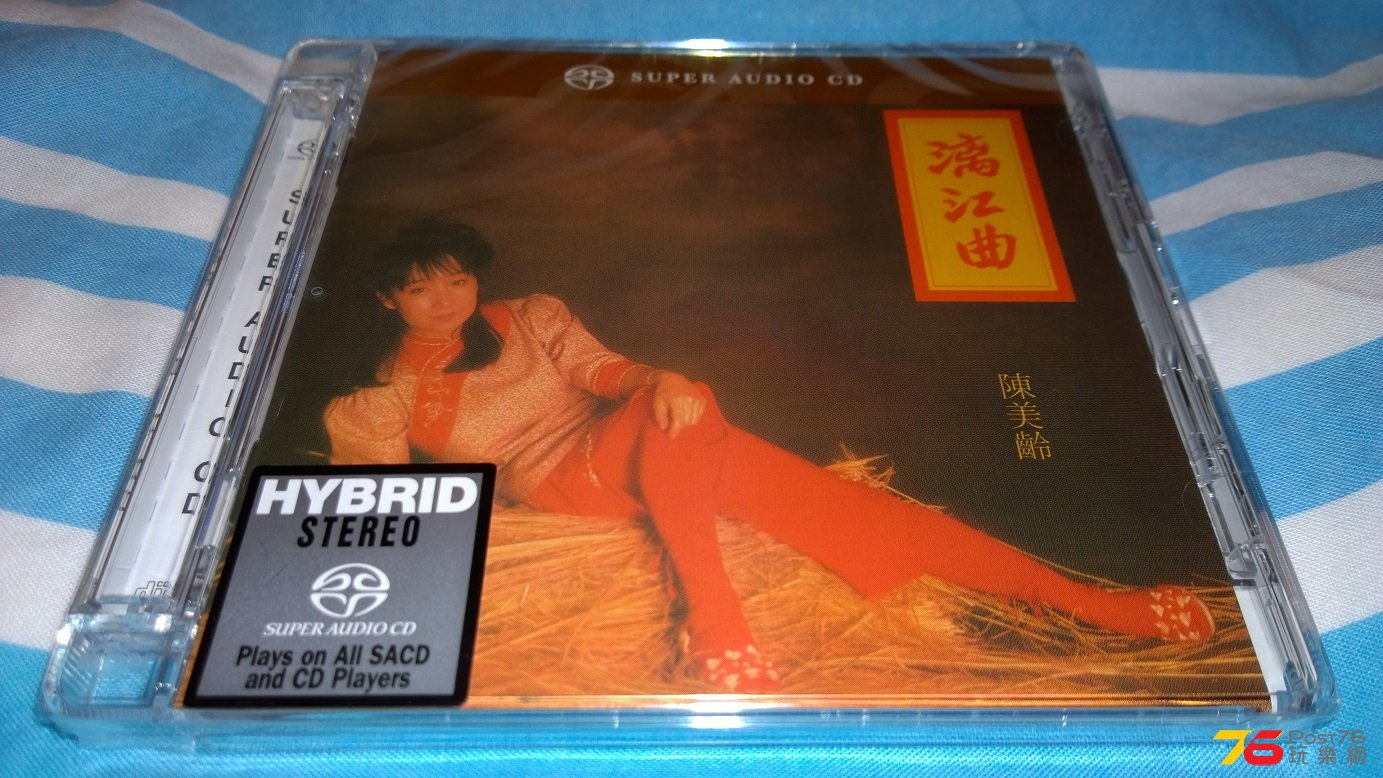 SUPER AUDIO CD
漓江曲
陳美齡
SUPER AUDIO CD
HYBRID
STEREO
SUPER AUDIO CD
Plays on All SACD
and CD Players
76 POST76
玩樂網